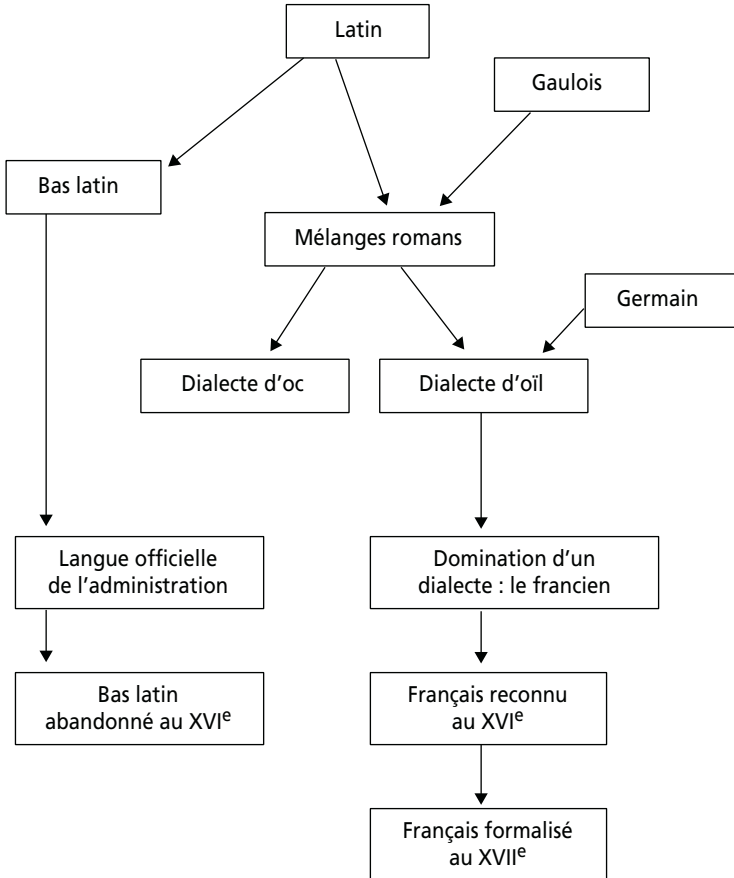 Latin
Gaulois
Bas latin
Mélanges romans
Germain
Dialecte d'oc
Dialecte d'oïl
Langue officielle
de l'administration
Domination d'un
dialecte : le francien
Bas latin
abandonné au XVIᵉ
Français reconnu
au XVIᵉ
Français formalisé
au XVIIᵉ